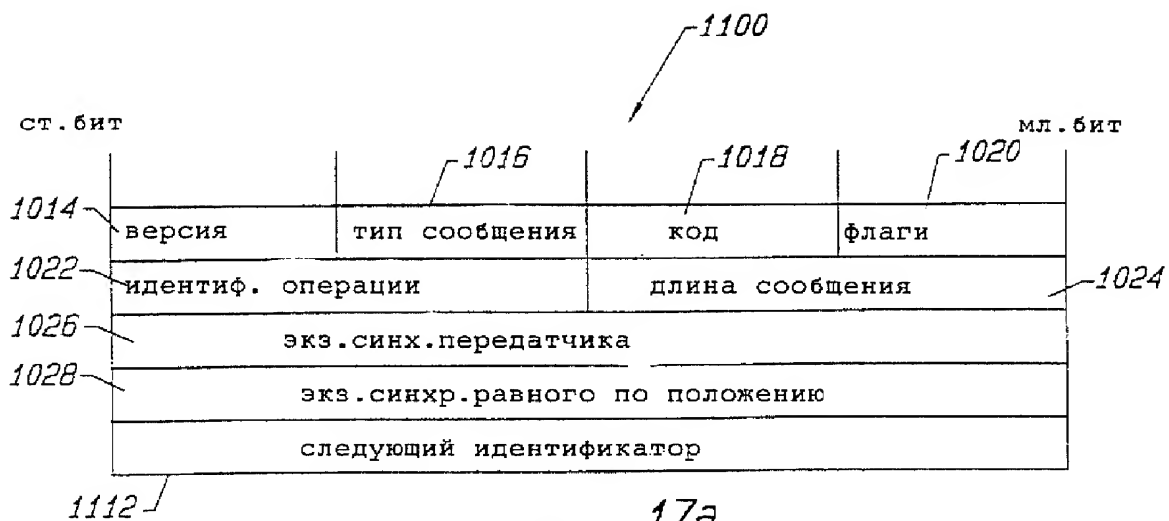 1100
ст.бит мл.бит
1016 1018 1020
1014 версия тип сообщения код флаги
1022 идентиф. операции длина сообщения 1024
1026 экз.синх.передатчика
1028 экз.синхр.равного по положению
следующий идентификатор
1112 17а